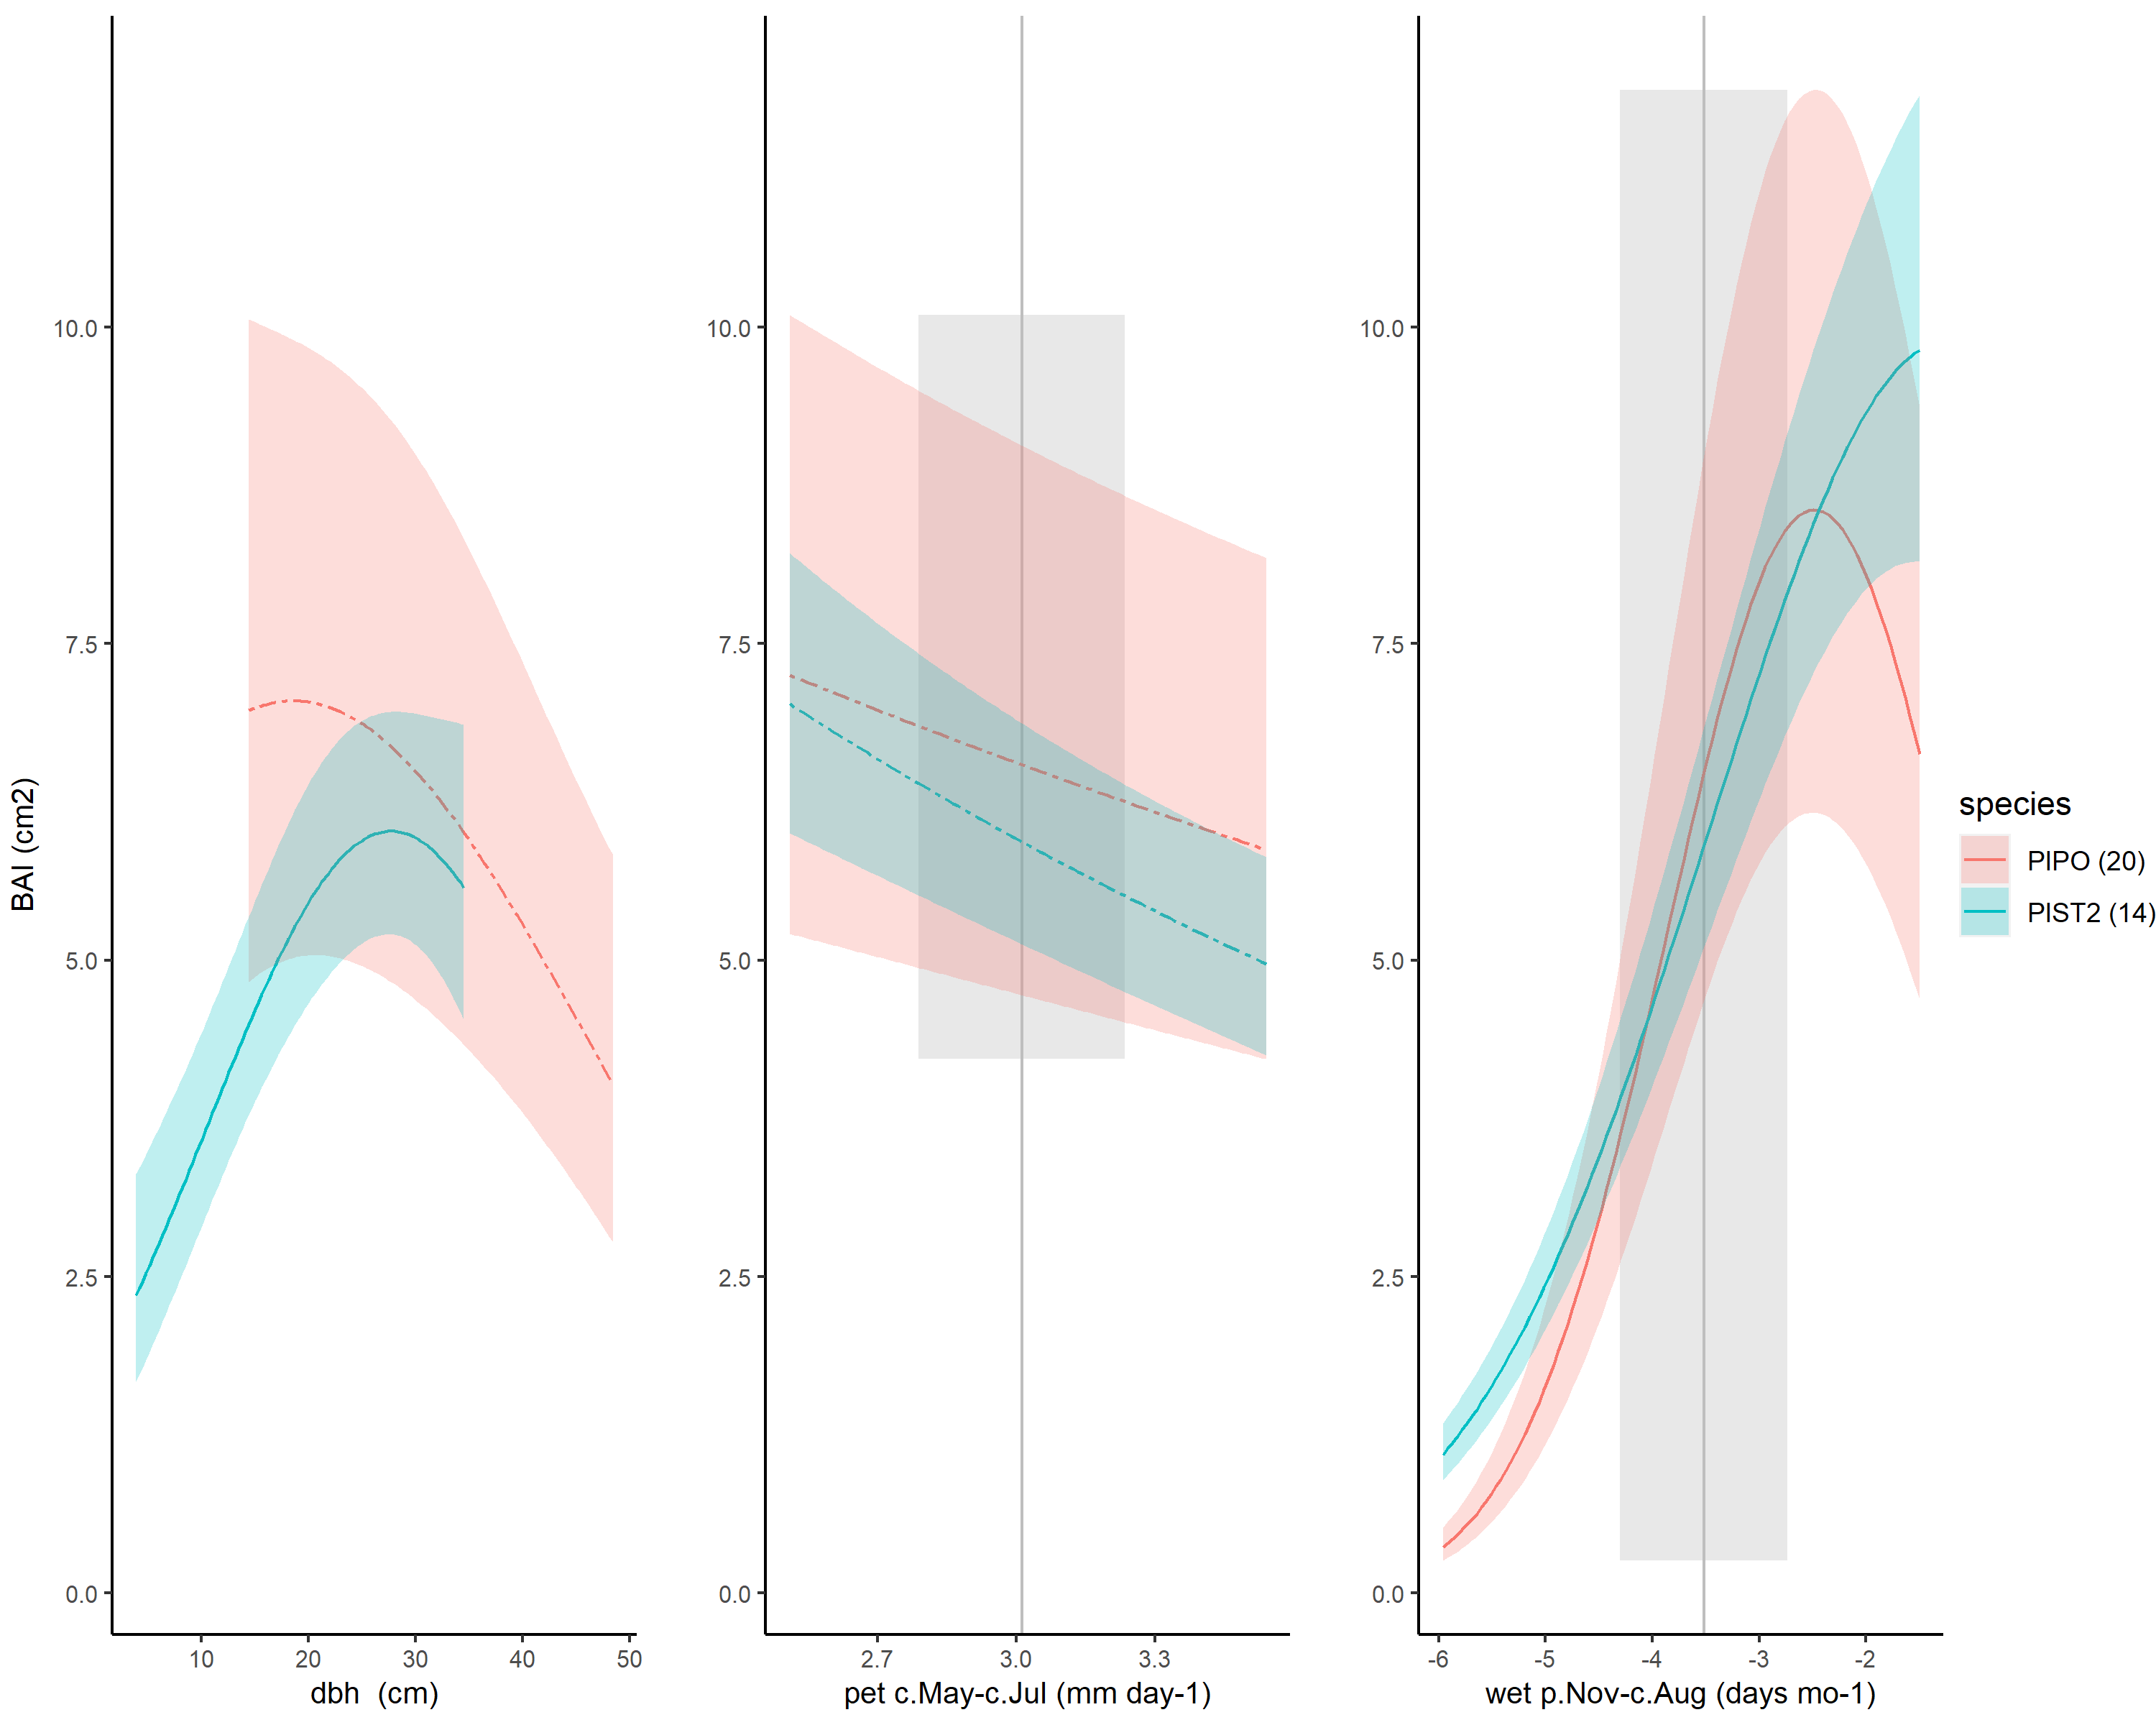 BAI (cm2)
10.0
7.5
5.0
2.5
0.0
10 20 30 40 50
dbh  (cm)
10.0
7.5
5.0
2.5
0.0
2.7 3.0 3.3
pet c.May-c.Jul (mm day-1)
10.0
7.5
5.0
2.5
0.0
-6 -5 -4 -3 -2
wet p.Nov-c.Aug (days mo-1)
species
PIPO (20)
PIST2 (14)